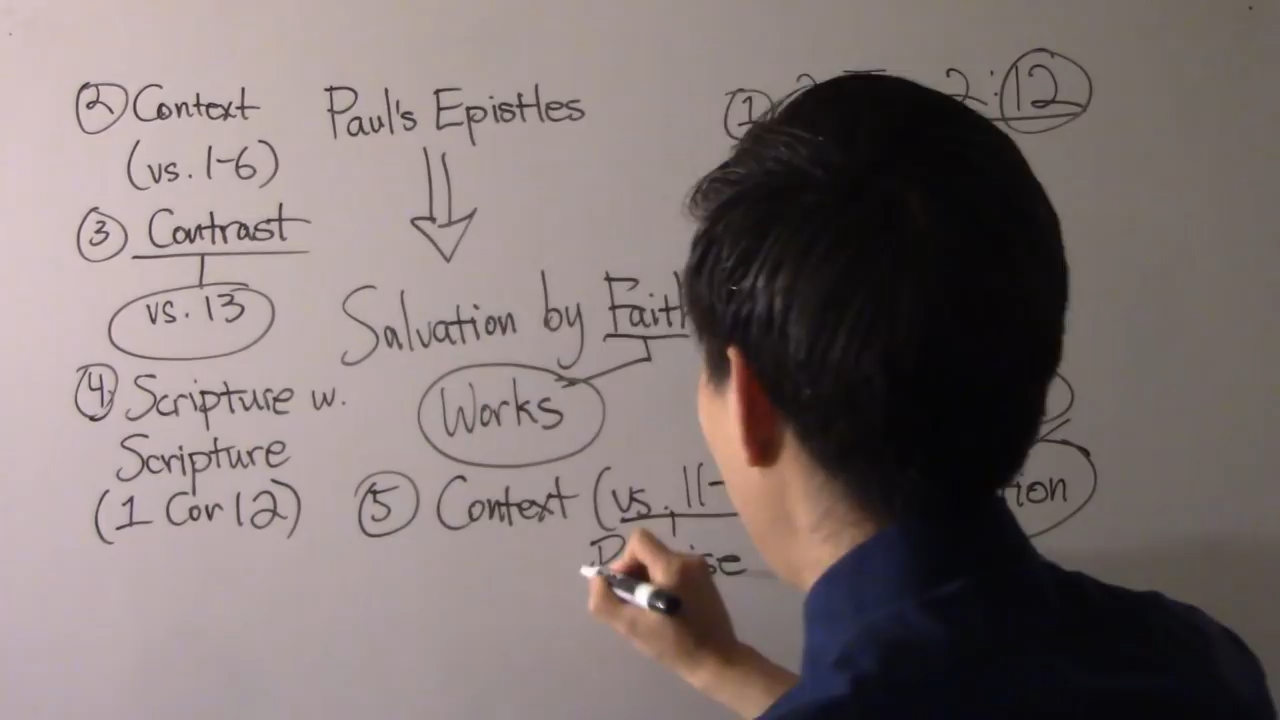 ② Context
(vs. 1-6)
③ Contrast
vs. 13
④ Scripture w.
Scripture
(1 Cor 12)
Paul's Epistles
Salvation by Faith
Works
⑤ Context (vs. 11-
① 2:12